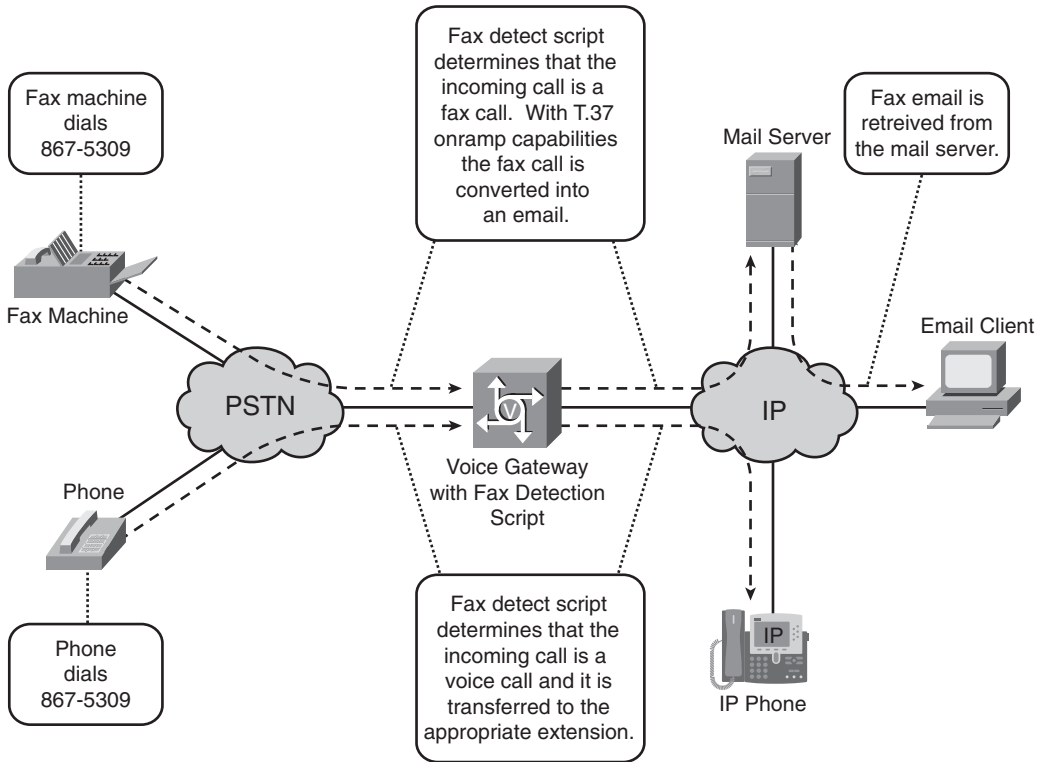 Fax machine
dials
867-5309
Fax Machine
Fax detect script
determines that the
incoming call is a
fax call. With T.37
onramp capabilities
the fax call is
converted into
an email.
Mail Server
Fax email is
retreived from
the mail server.
Email Client
PSTN
V
Voice Gateway
with Fax Detection
Script
IP
Phone
Phone
dials
867-5309
Fax detect script
determines that the
incoming call is a
voice call and it is
transferred to the
appropriate extension.
IP
IP Phone